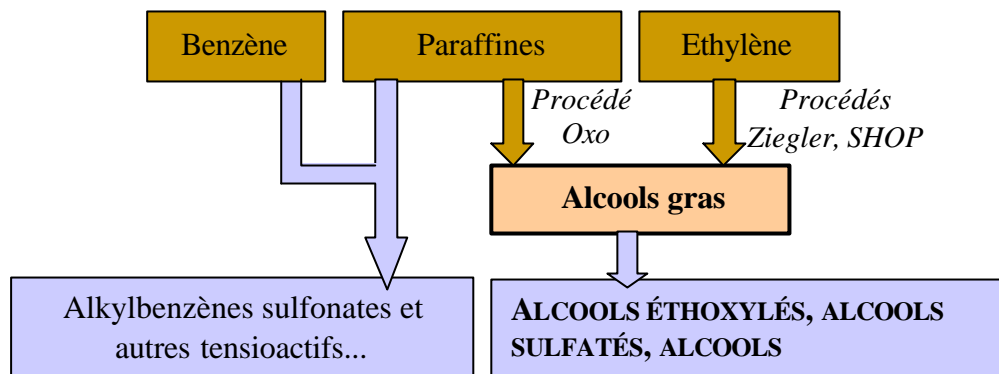 Benzène
Paraffines
Ethylène
Procédé
Oxo
Procédés
Ziegler, SHOP
Alcools gras
Alkylbenzènes sulfonates et
autres tensioactifs...
ALCOOLS ÉTHOXYLÉS, ALCOOLS
SULFATÉS, ALCOOLS